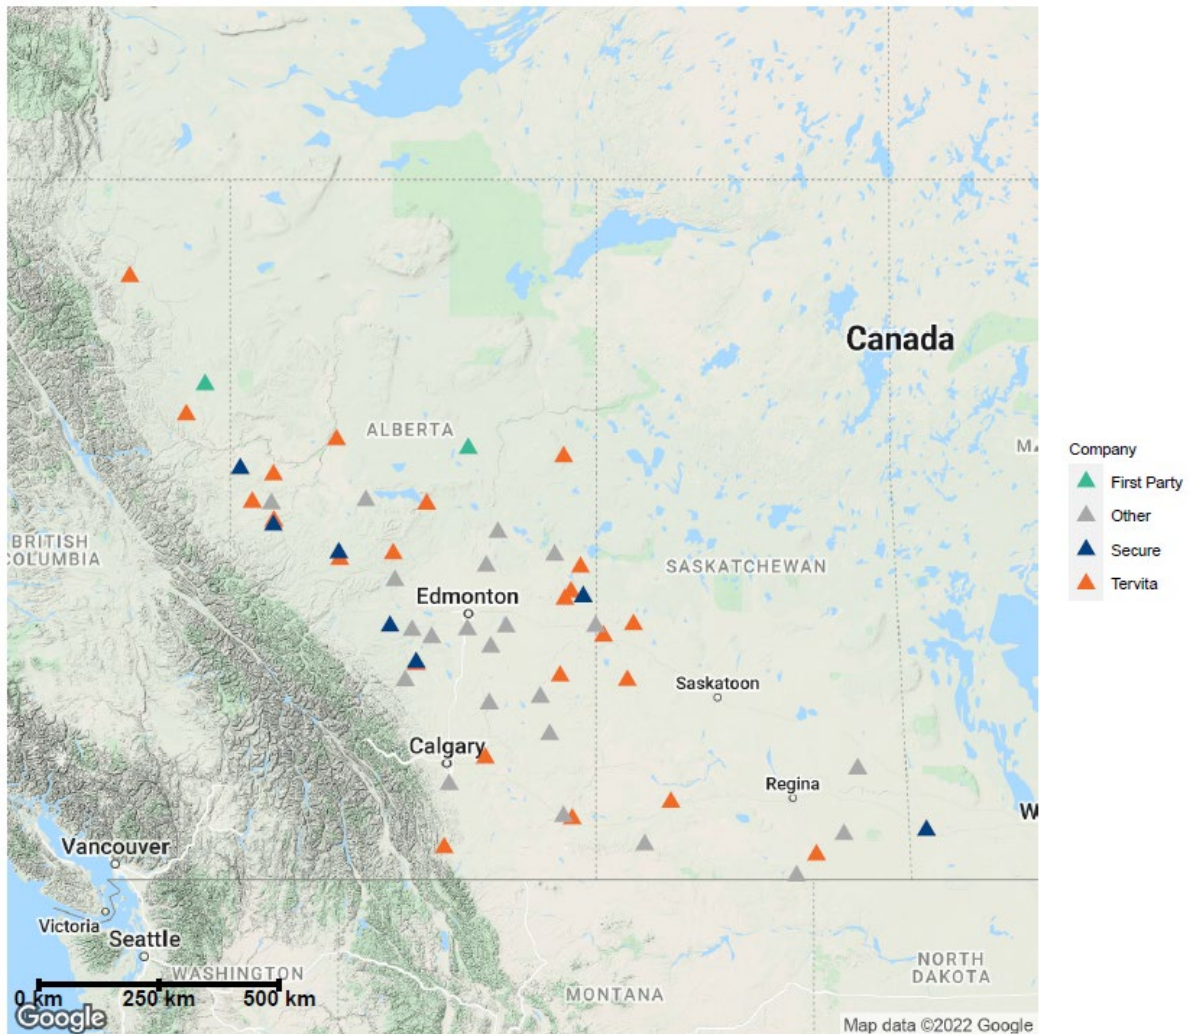 Canada
M
ALBERTA
BRITISH
COLUMBIA
SASKATCHEWAN
Edmonton
Saskatoon
Calgary
Regina
W
Vancouver
Victoria
Seattle
WASHINGTON
NORTH
DAKOTA
MONTANA
0 km 250 km 500 km
Google
Map data ©2022 Google
Company
First Party
Other
Secure
Tervita